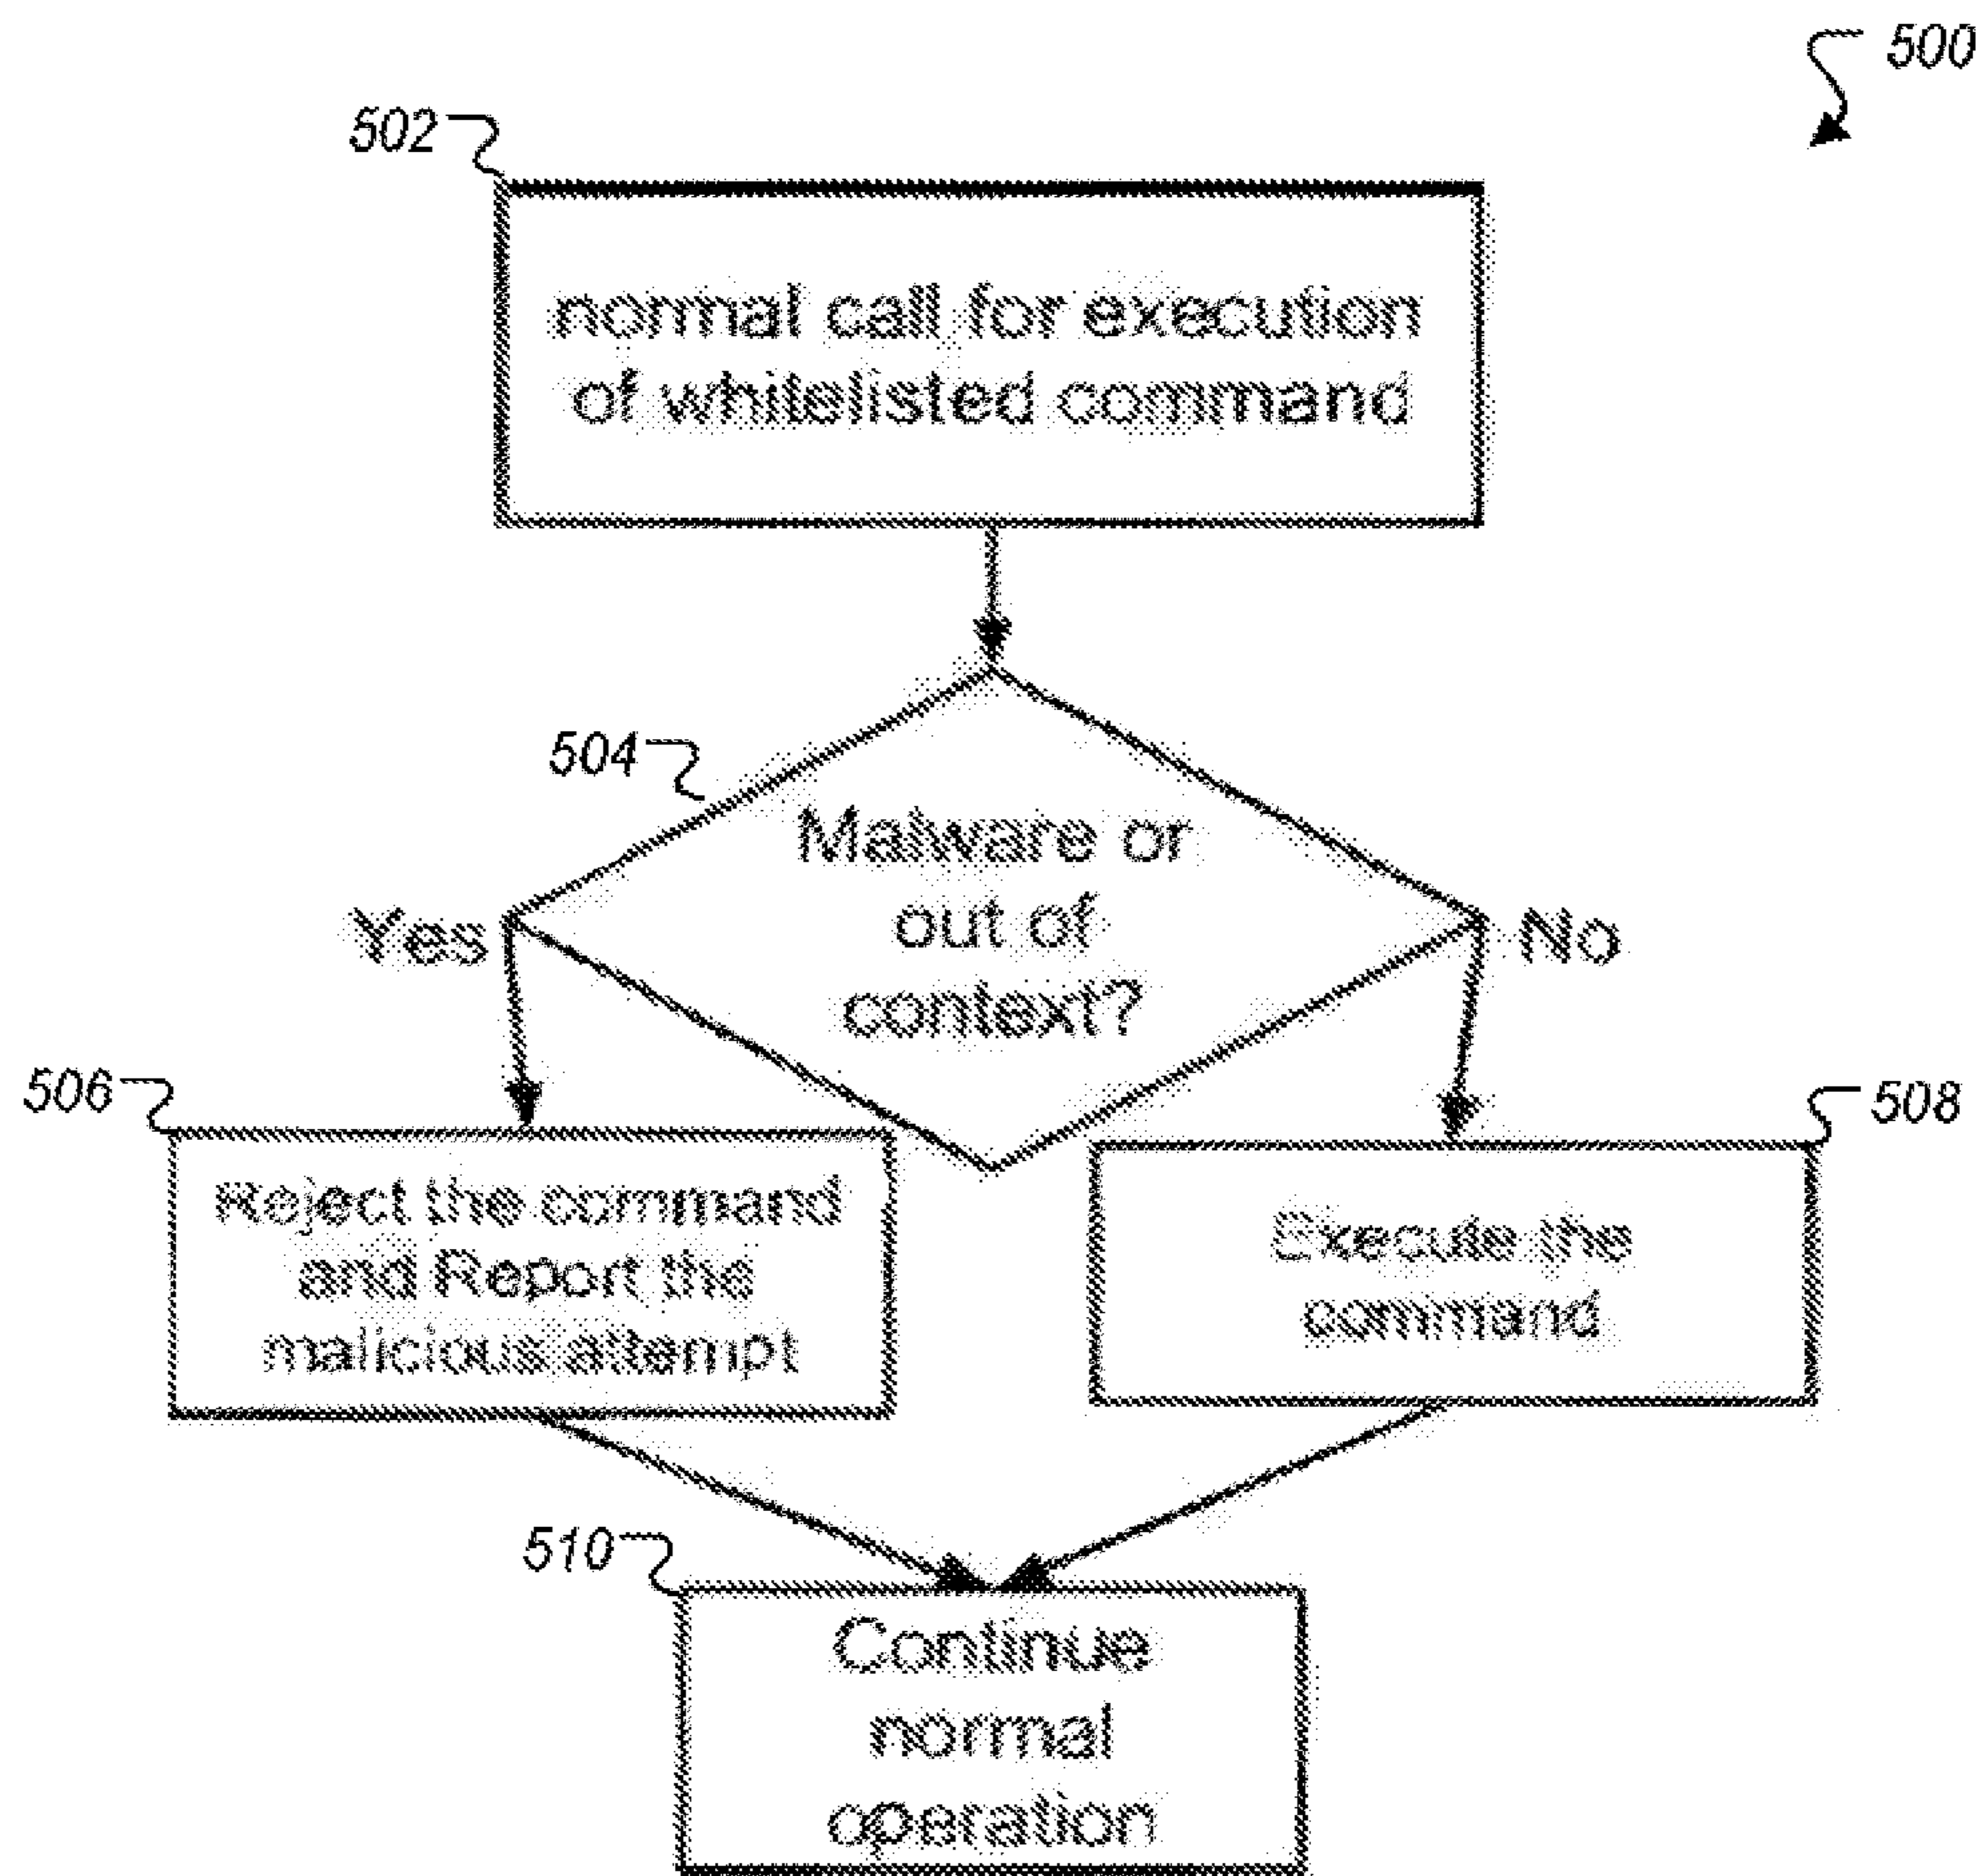 500
502
normal call for execution
of whitelisted command
504
Malware or
out of
context?
Yes
No
506
508
Reject the command
and Report the
malicious attempt
Execute the
command
510
Continue
normal
operation